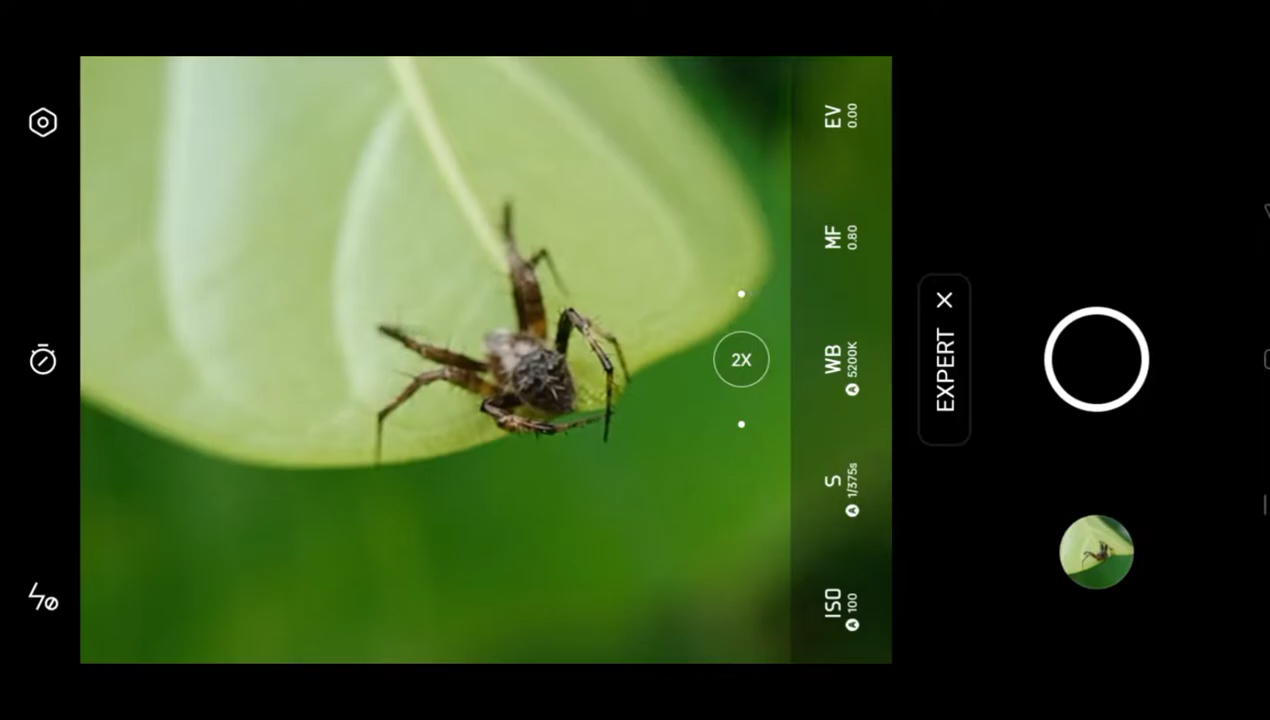 EV
0.00
MF
0.80
WB
A 5200K
S
A 1/375s
ISO
A 100
2X
EXPERT